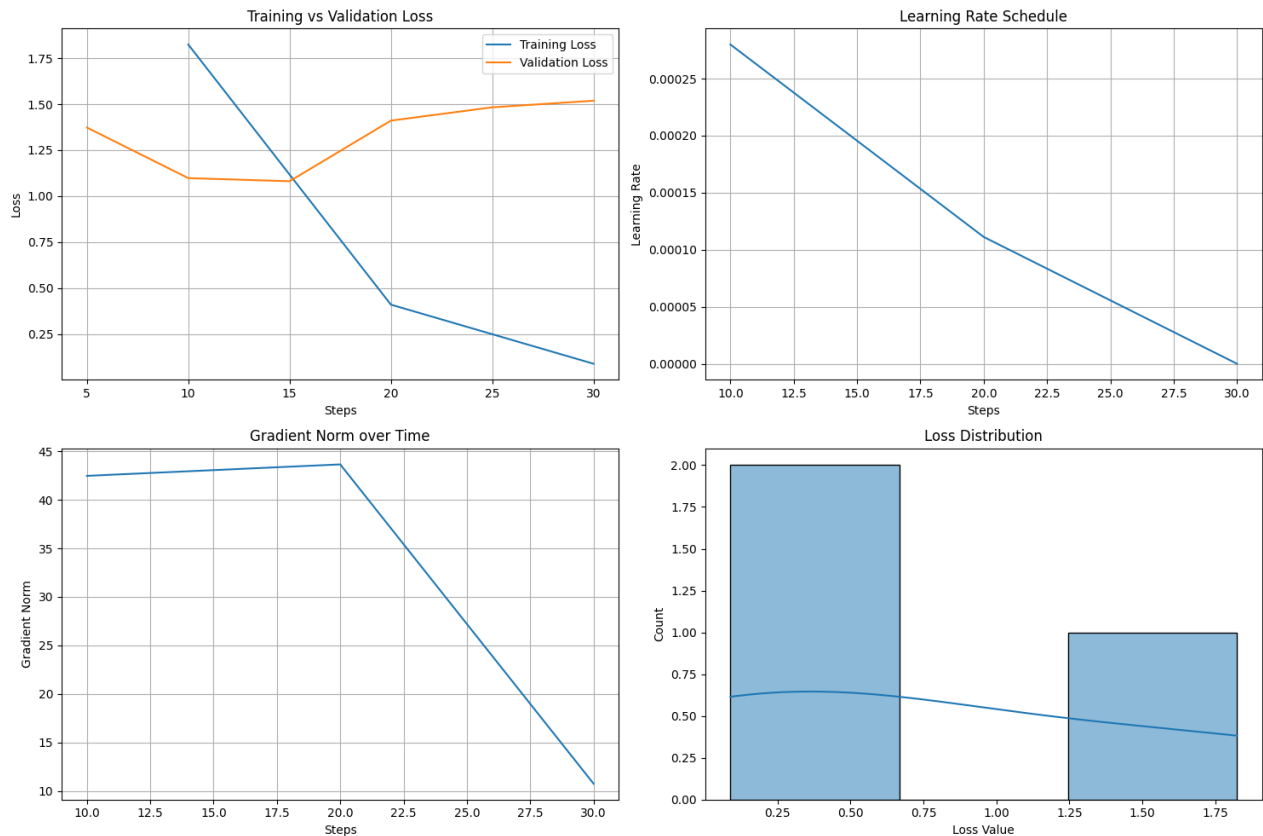 Training vs Validation Loss
Training Loss
Validation Loss
1.75
1.50
1.25
1.00
0.75
0.50
0.25
Loss
5 10 15 20 25 30
Steps
Learning Rate Schedule
0.00025
0.00020
0.00015
0.00010
0.00005
0.00000
Learning Rate
10.0 12.5 15.0 17.5 20.0 22.5 25.0 27.5 30.0
Steps
Gradient Norm over Time
45
40
35
30
25
20
15
10
Gradient Norm
10.0 12.5 15.0 17.5 20.0 22.5 25.0 27.5 30.0
Steps
Loss Distribution
2.00
1.75
1.50
1.25
1.00
0.75
0.50
0.25
0.00
Count
0.25 0.50 0.75 1.00 1.25 1.50 1.75
Loss Value